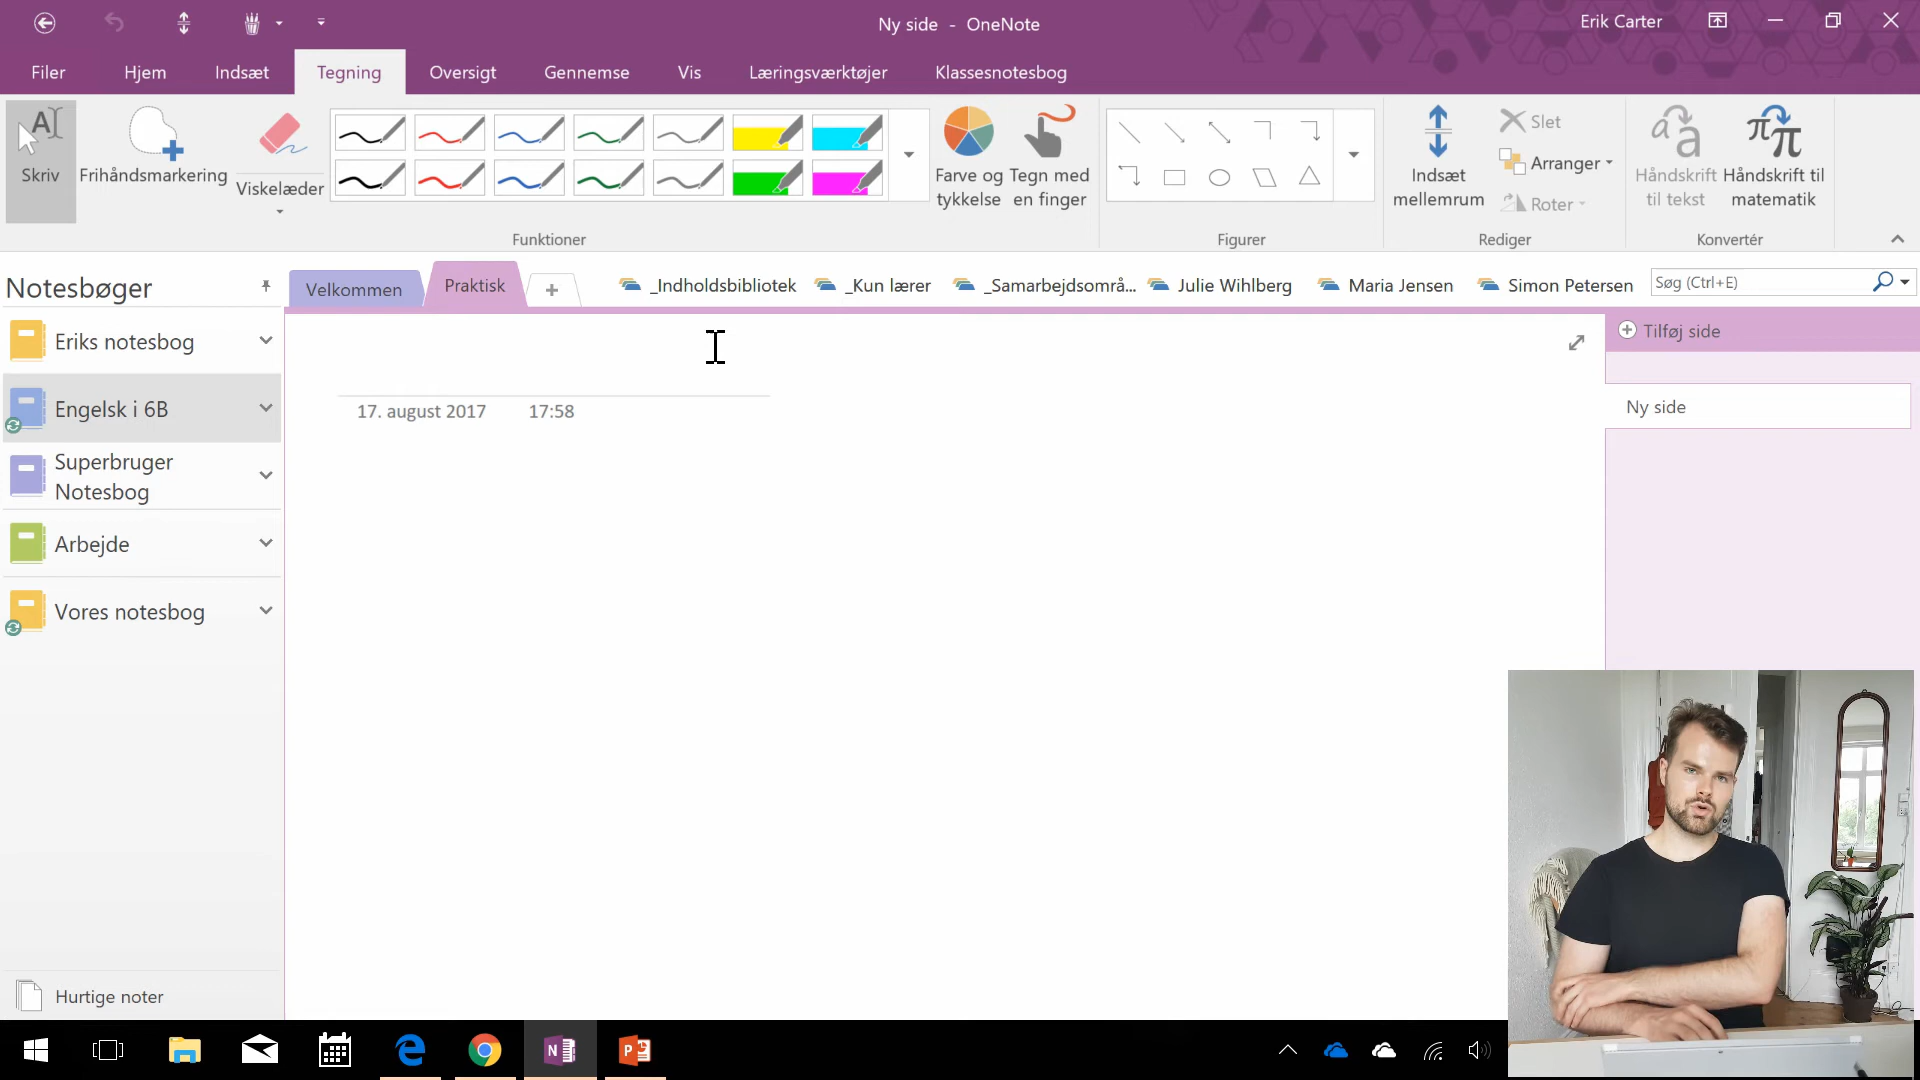 Ny side - OneNote
Erik Carter
Filer
Hjem
Indsæt
Tegning
Oversigt
Gennemse
Vis
Læringsværktøjer
Klassesnotesbog
Skriv
Frihåndsmarkering
Viskelæder
Farve og
tykkelse
Tegn med
en finger
Indsæt
mellemrum
Slet
Arranger
Roter
Håndskrift
til tekst
Håndskrift til
matematik
Funktioner
Figurer
Rediger
Konvertér
Notesbøger
Velkommen
Praktisk
_Indholdsbibliotek
_Kun lærer
_Samarbejdsområ...
Julie Wihlberg
Maria Jensen
Simon Petersen
Søg (Ctrl+E)
Eriks notesbog
Engelsk i 6B
Superbruger
Notesbog
Arbejde
Vores notesbog
Hurtige noter
17. august 2017 17:58
Tilføj side
Ny side